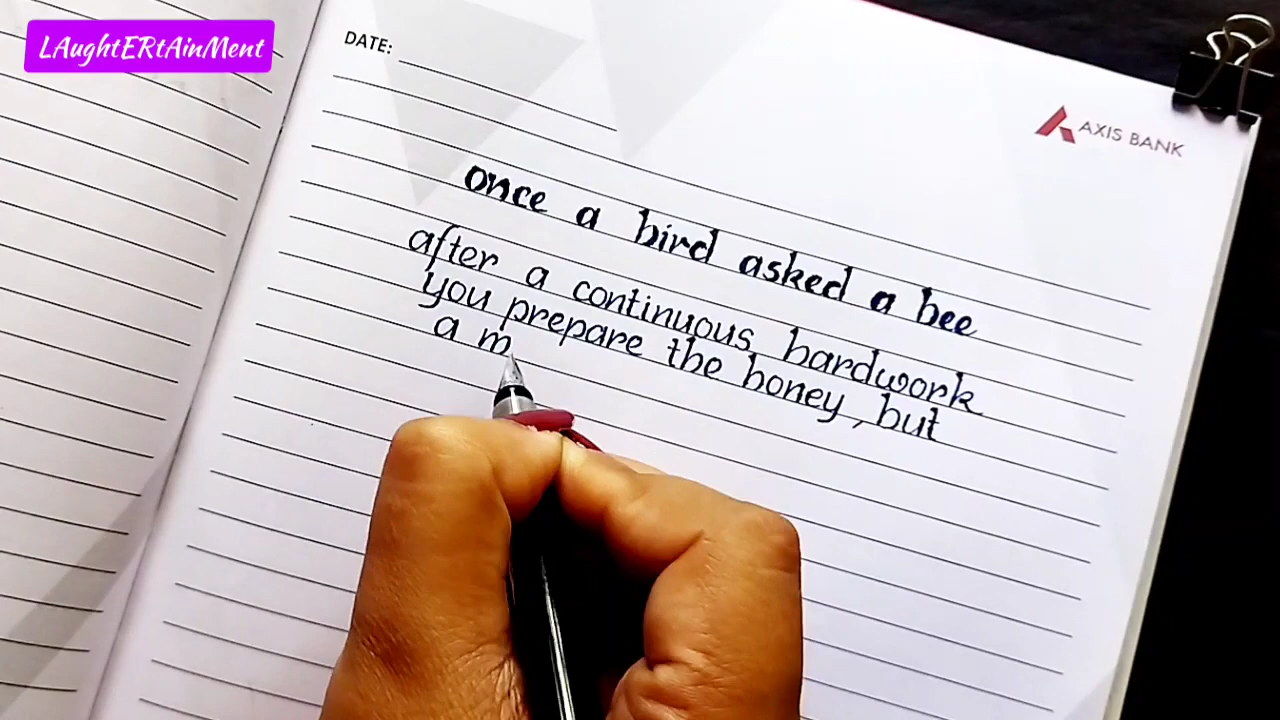 LAughtERtAinMent
DATE:
AXIS BANK
once a bird asked a bee
after a continuous hardwork
you prepare the honey, but
a m